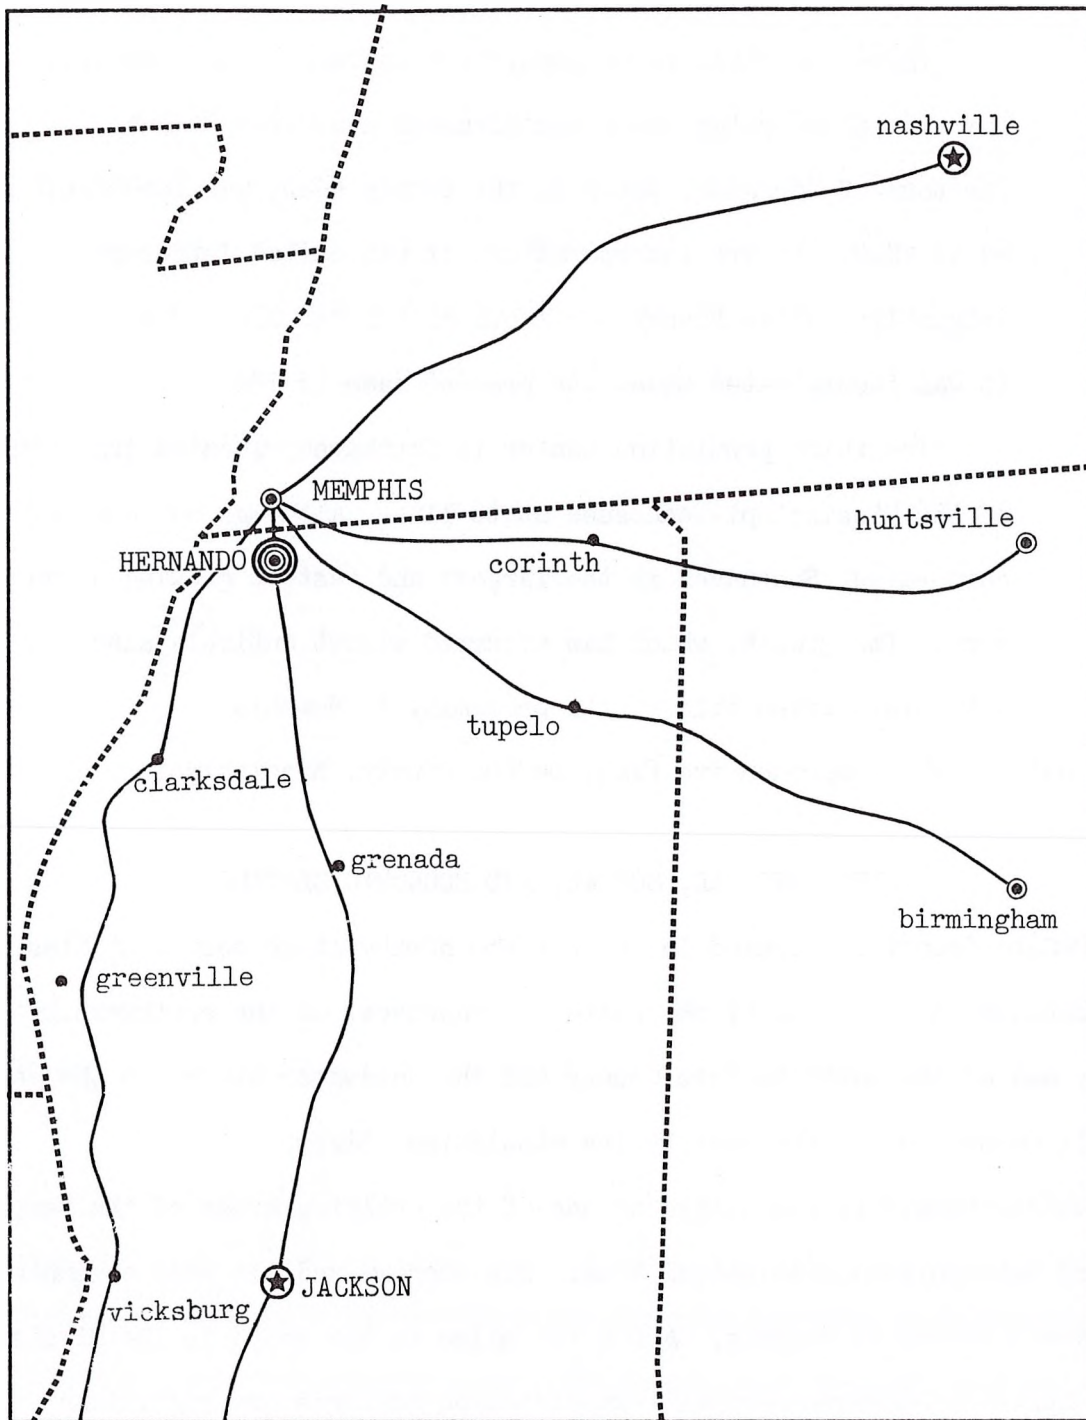 nashville
MEMPHIS
huntsville
HERNANDO
corinth
tupelo
clarksdale
grenada
birmingham
greenville
JACKSON
vicksburg